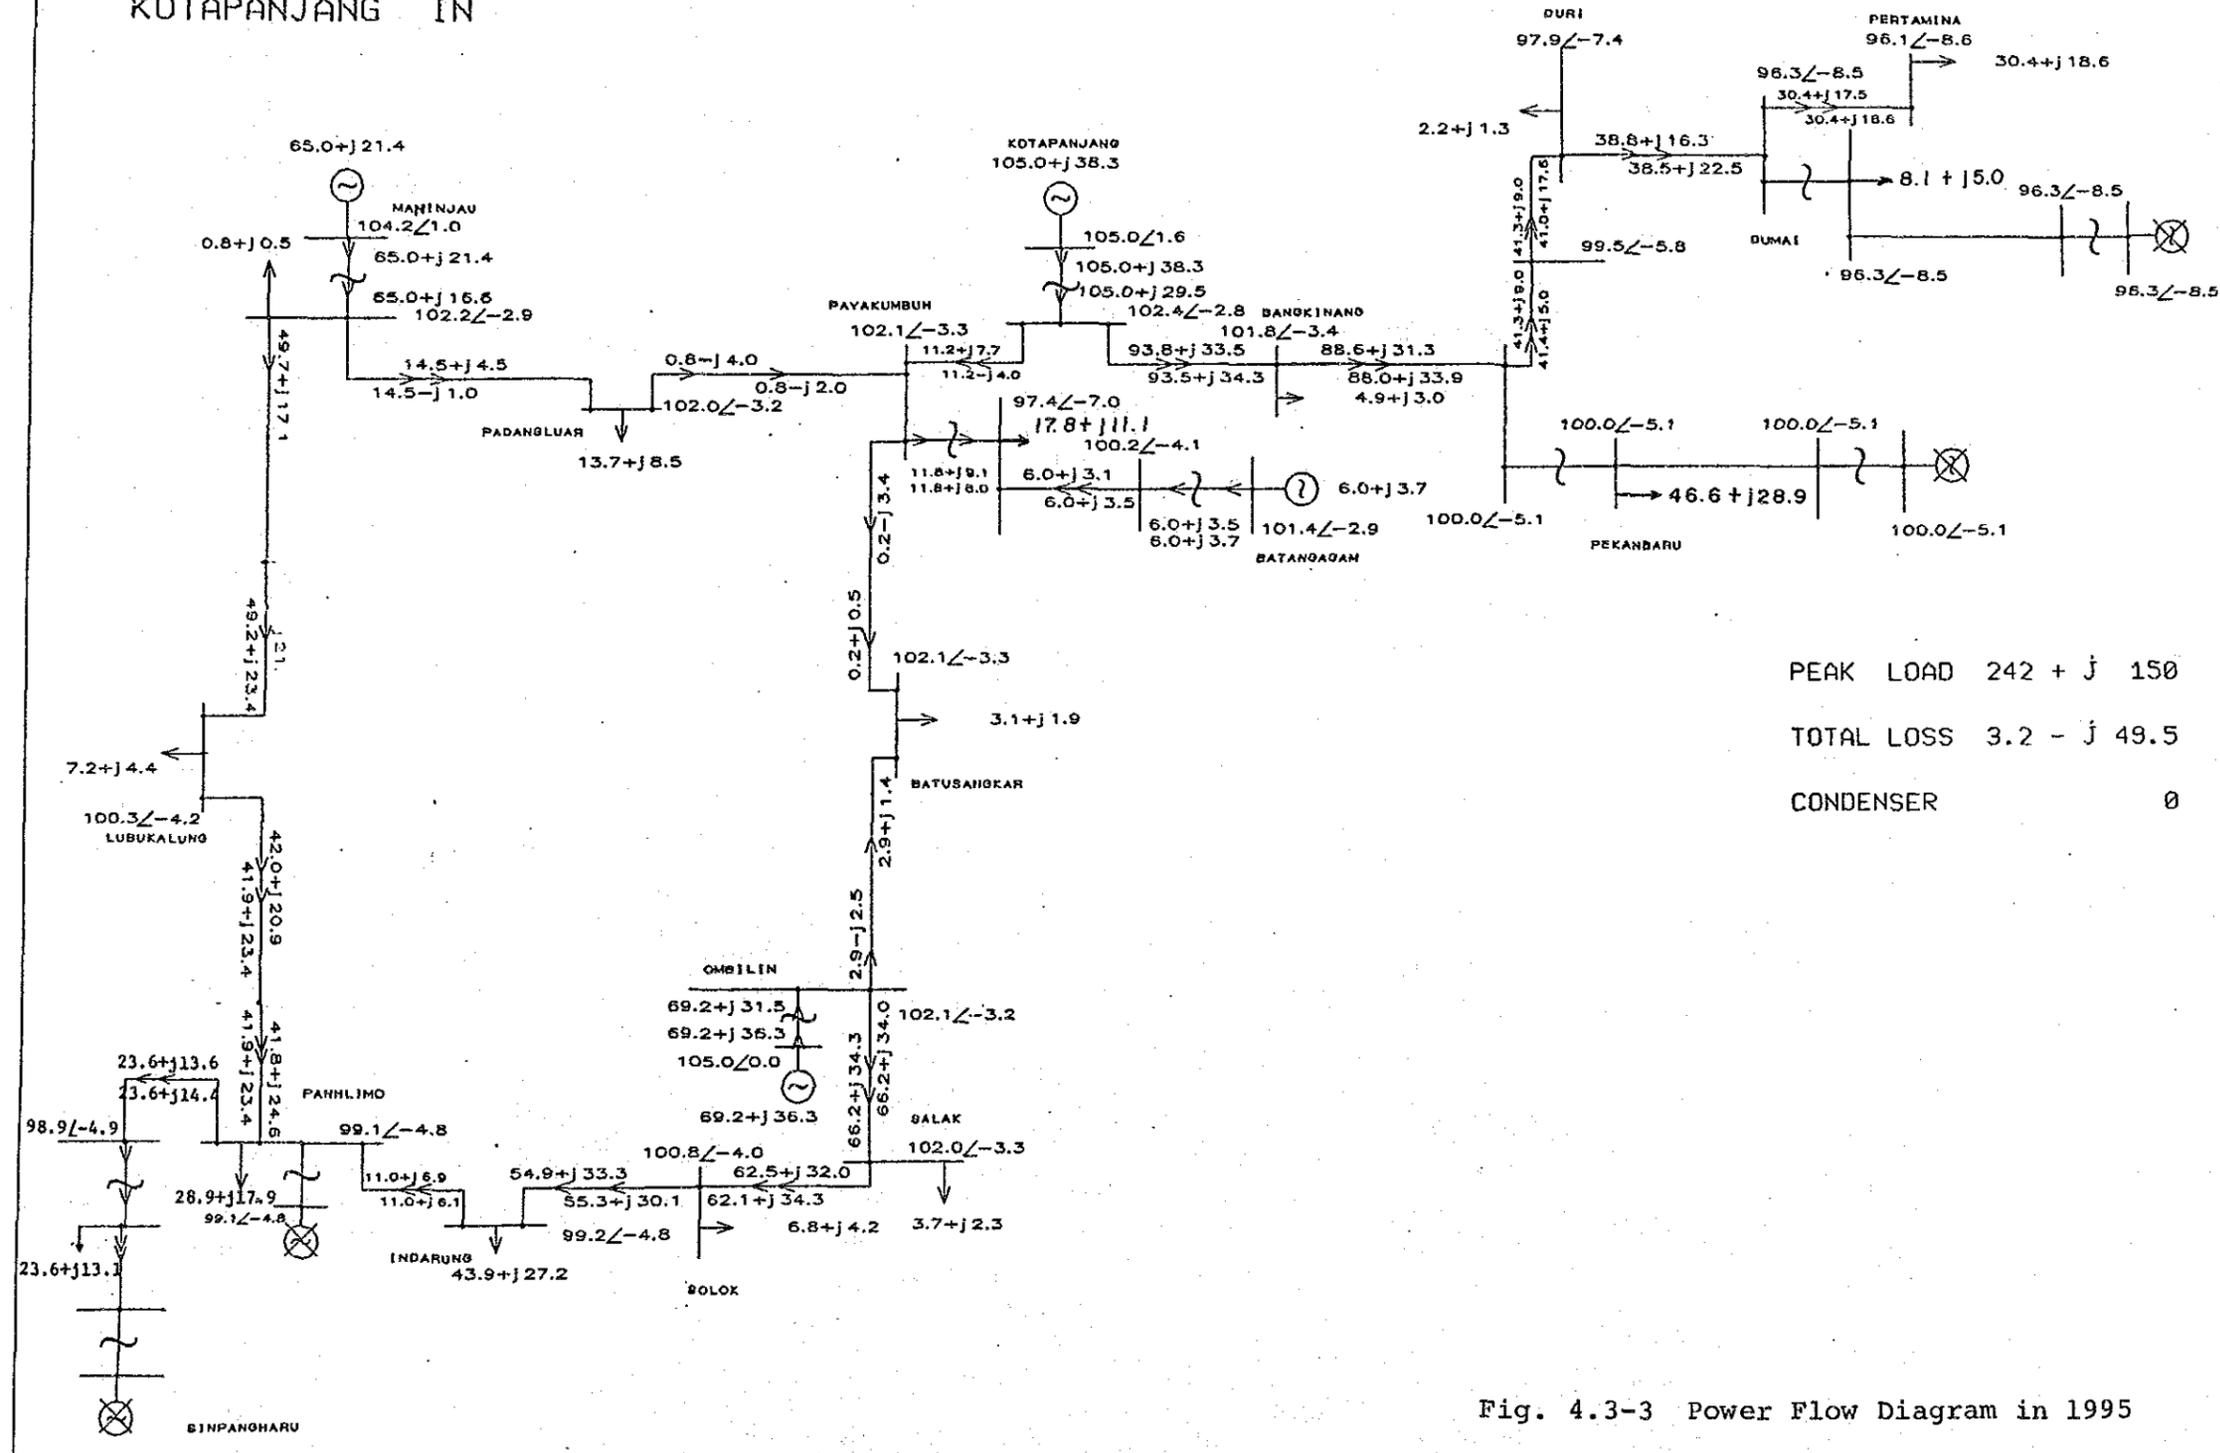 KOTAPANJANG IN
DURI
97.9∠-7.4
PERTAMINA
96.1∠-8.6
30.4+j18.6
96.3∠-8.5
30.4+j17.5
30.4+j18.6
2.2+j1.3
38.8+j16.3
38.5+j22.5
8.1+j5.0
96.3∠-8.5
DUMAI
96.3∠-8.5
96.3∠-8.5
41.3+j9.0
41.0+j17.6
99.5∠-5.8
41.3+j9.0
41.4+j5.0
65.0+j21.4
MANINJAU
104.2∠1.0
65.0+j21.4
0.8+j0.5
65.0+j16.6
102.2∠-2.9
KOTAPANJANG
105.0+j38.3
105.0∠1.6
105.0+j38.3
105.0+j29.5
102.4∠-2.8
PAYAKUMBUH
102.1∠-3.3
11.2+j7.7
11.2-j4.0
BANGKINANG
101.8∠-3.4
93.8+j33.5
93.5+j34.3
88.6+j31.3
88.0+j33.9
4.9+j3.0
14.5+j4.5
14.5-j1.0
0.8-j4.0
0.8-j2.0
102.0∠-3.2
PADANGLUAR
13.7+j8.5
97.4∠-7.0
17.8+j11.1
100.2∠-4.1
11.8+j9.1
11.8+j8.0
6.0+j3.1
6.0+j3.5
6.0+j3.5
6.0+j3.7
6.0+j3.7
101.4∠-2.9
BATANGAGAM
100.0∠-5.1
100.0∠-5.1
46.6+j28.9
100.0∠-5.1
100.0∠-5.1
PEKANBARU
49.7+j17.1
49.2+j23.4
j21.
0.2-j3.4
0.2+j0.5
102.1∠-3.3
3.1+j1.9
BATUSANGKAR
2.9+j1.4
2.9-j2.5
PEAK LOAD 242 + j 150
TOTAL LOSS 3.2 - j 49.5
CONDENSER 0
7.2+j4.4
100.3∠-4.2
LUBUKALUNG
42.0+j20.9
41.9+j23.4
41.9+j23.4
41.8+j24.6
OMBILIN
69.2+j31.5
69.2+j36.3
105.0∠0.0
69.2+j36.3
102.1∠-3.2
66.2+j34.3
66.2+j34.0
SALAK
102.0∠-3.3
3.7+j2.3
23.6+j13.6
23.6+j14.4
98.9∠-4.9
PANHLIMO
99.1∠-4.8
28.9+j17.9
99.1∠-4.8
11.0+j6.9
11.0+j6.1
54.9+j33.3
55.3+j30.1
100.8∠-4.0
62.5+j32.0
62.1+j34.3
6.8+j4.2
99.2∠-4.8
INDARUNG
43.9+j27.2
SOLOK
23.6+j13.1
SINPANGHARU
Fig. 4.3-3 Power Flow Diagram in 1995